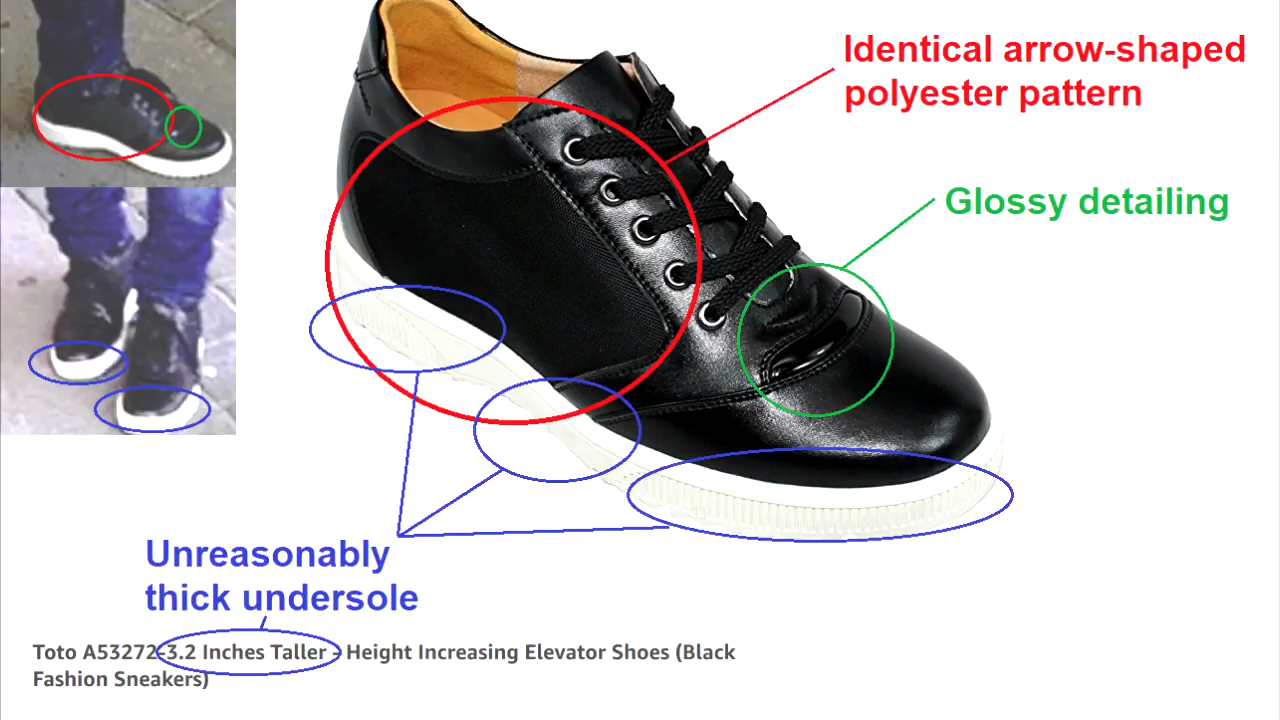 Identical arrow-shaped
polyester pattern
Glossy detailing
Unreasonably
thick undersole
Toto A53272-3.2 Inches Taller - Height Increasing Elevator Shoes (Black
Fashion Sneakers)